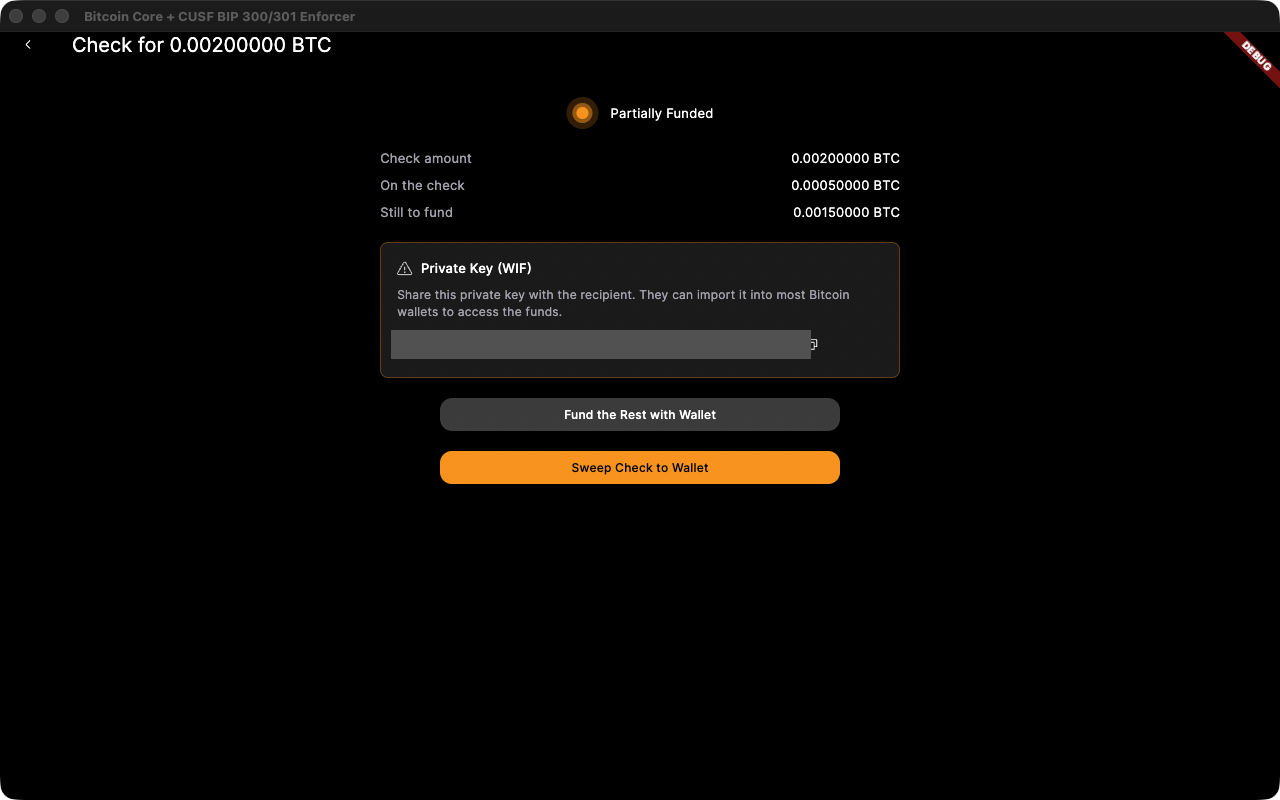 Bitcoin Core + CUSF BIP 300/301 Enforcer
Check for 0.00200000 BTC
DEBUG
Partially Funded
Check amount 0.00200000 BTC
On the check 0.00050000 BTC
Still to fund 0.00150000 BTC
Private Key (WIF)
Share this private key with the recipient. They can import it into most Bitcoin
wallets to access the funds.
Fund the Rest with Wallet
Sweep Check to Wallet